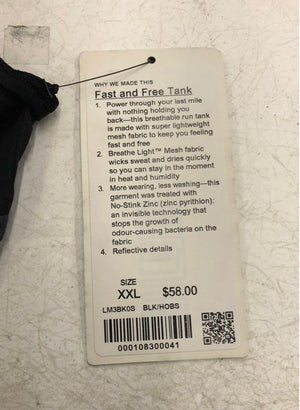 WHY WE MADE THIS
Fast and Free Tank
1. Power through your last mile
with nothing holding you
back—this breathable run tank
is made with super lightweight
mesh fabric to keep you feeling
fast and free
2. Breathe Light™ Mesh fabric
wicks sweat and dries quickly
so you can stay in the moment
in heat and humidity
3. More wearing, less washing—this
garment was treated with
No-Stink Zinc (zinc pyrithion):
an invisible technology that
stops the growth of
odour-causing bacteria on the
fabric
4. Reflective details
SIZE
XXL $58.00
LM3BK0S BLK/HOBS
000108300041